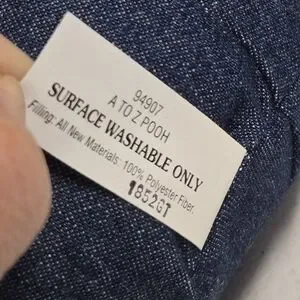 94907
A TO Z POOH
SURFACE WASHABLE ONLY
Filling: All New Materials: 100% Polyester Fiber.
1852GT